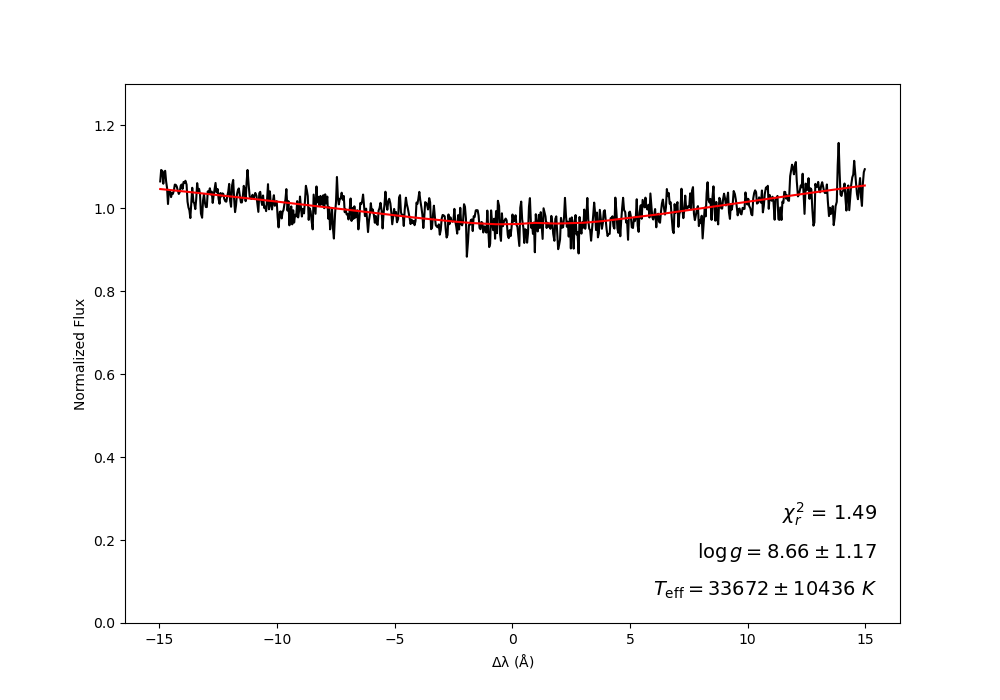 1.2
1.0
0.8
0.6
0.4
0.2
0.0
Normalized Flux
χ²ᵣ = 1.49
log g = 8.66 ± 1.17
T_eff = 33672 ± 10436 K
−15 −10 −5 0 5 10 15
Δλ (Å)